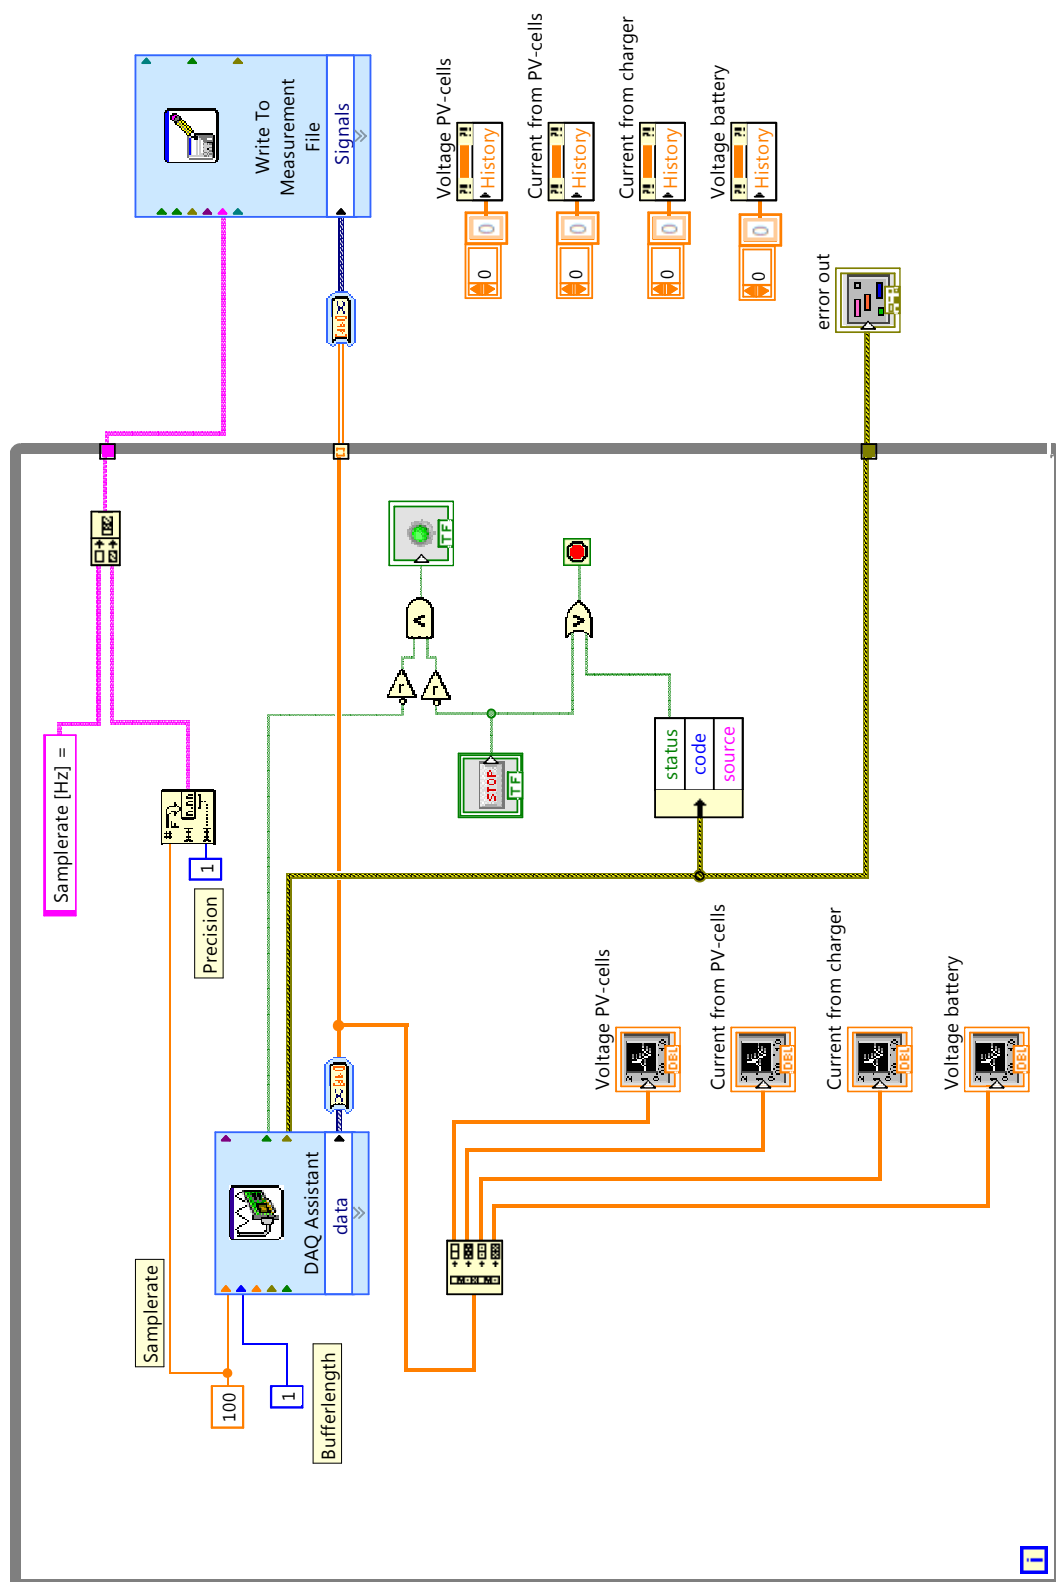 Samplerate [Hz] =
Precision
1
Samplerate
100
1
Bufferlength
DAQ Assistant
data
STOP
TF
TF
status
code
source
Voltage PV-cells
DBL
Current from PV-cells
DBL
Current from charger
DBL
Voltage battery
DBL
i
Write To
Measurement
File
Signals
Voltage PV-cells
0
0
History
Current from PV-cells
0
0
History
Current from charger
0
0
History
Voltage battery
0
0
History
error out